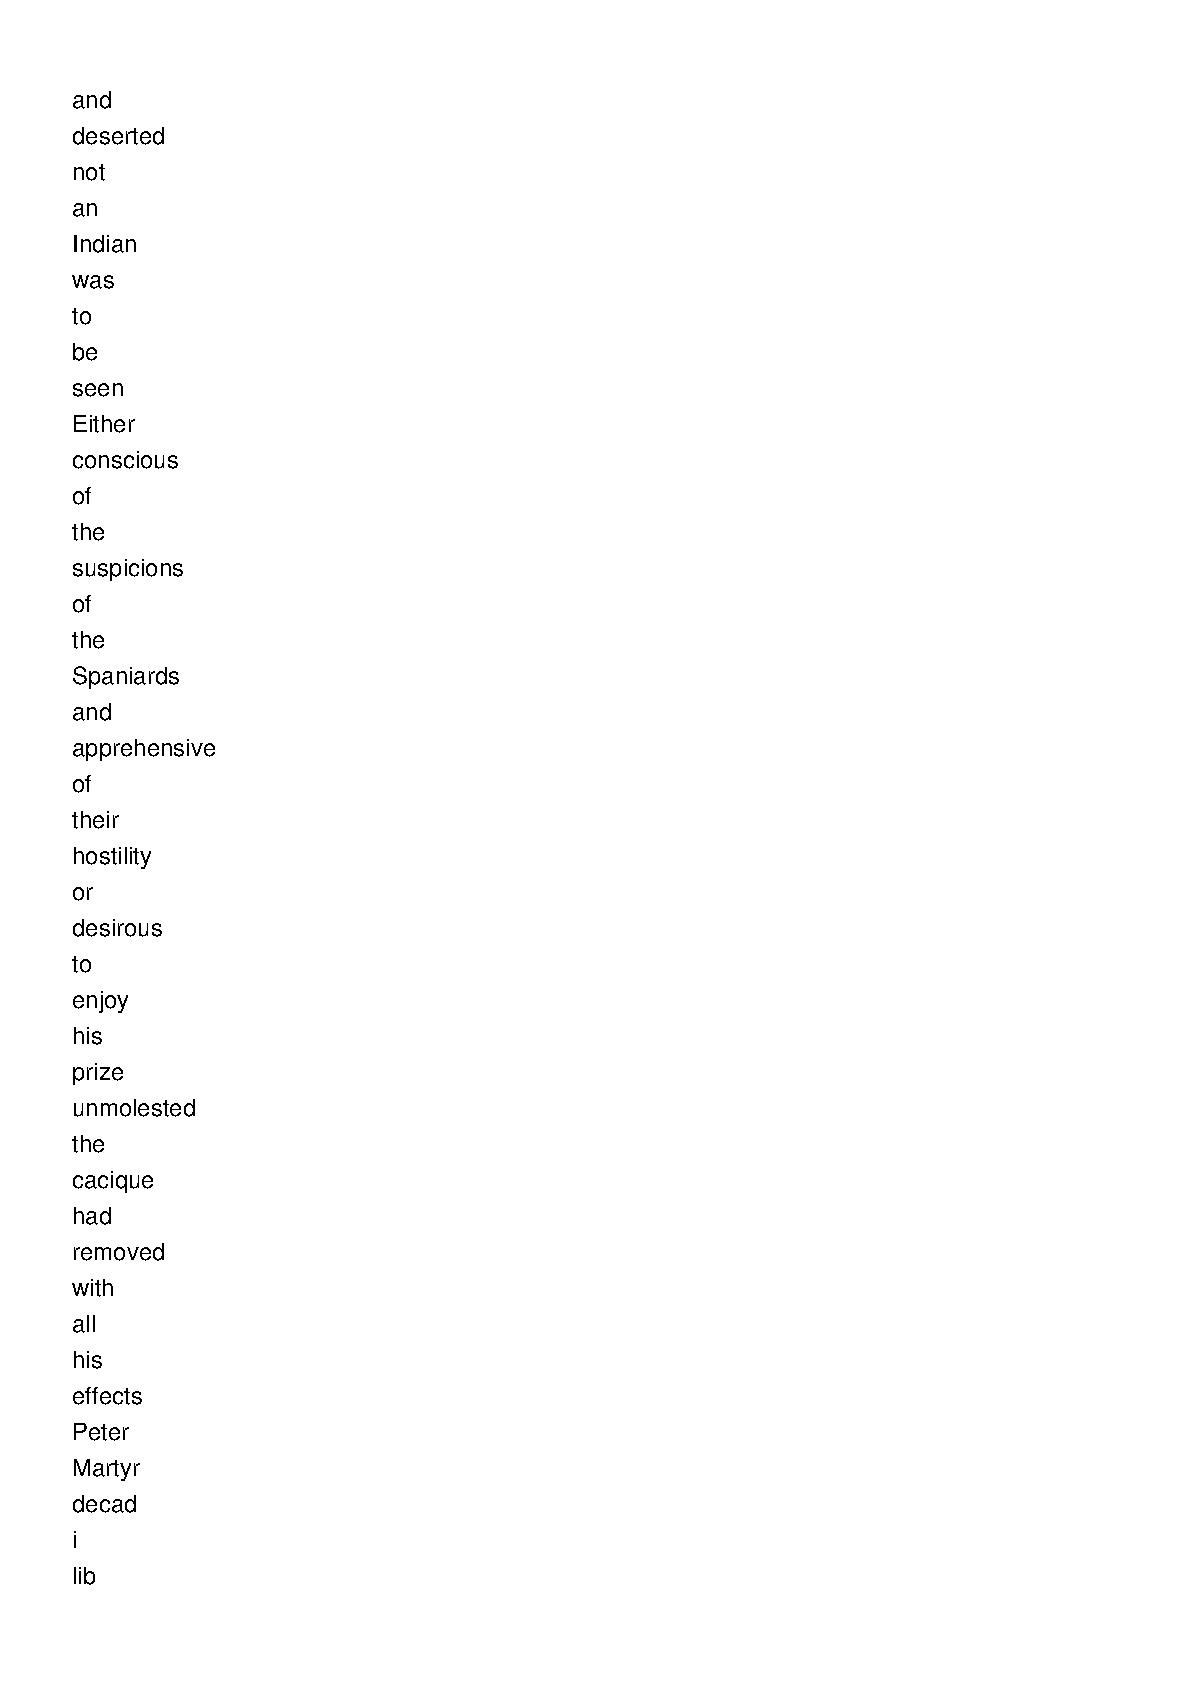 and
deserted
not
an
Indian
was
to
be
seen
Either
conscious
of
the
suspicions
of
the
Spaniards
and
apprehensive
of
their
hostility
or
desirous
to
enjoy
his
prize
unmolested
the
cacique
had
removed
with
all
his
effects
Peter
Martyr
decad
i
lib